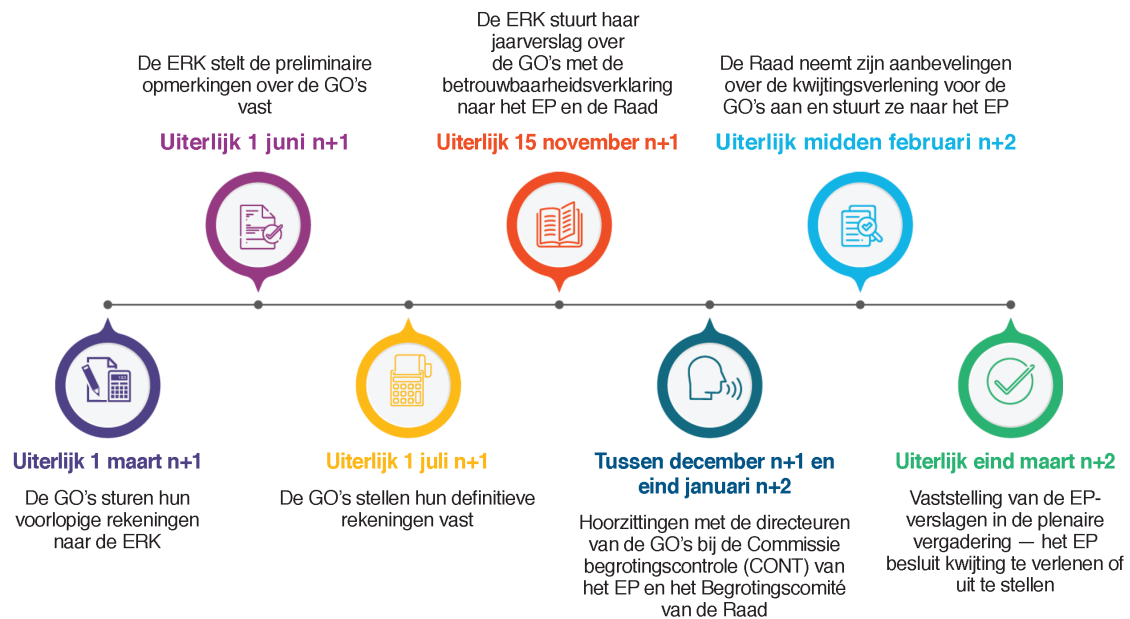 De ERK stelt de preliminaire
opmerkingen over de GO's
vast
Uiterlijk 1 juni n+1
De ERK stuurt haar
jaarverslag over
de GO's met de
betrouwbaarheidsverklaring
naar het EP en de Raad
Uiterlijk 15 november n+1
De Raad neemt zijn aanbevelingen
over de kwijtingsverlening voor de
GO's aan en stuurt ze naar het EP
Uiterlijk midden februari n+2
Uiterlijk 1 maart n+1
De GO's sturen hun
voorlopige rekeningen
naar de ERK
Uiterlijk 1 juli n+1
De GO's stellen hun definitieve
rekeningen vast
Tussen december n+1 en
eind januari n+2
Hoorzittingen met de directeuren
van de GO's bij de Commissie
begrotingscontrole (CONT) van
het EP en het Begrotingscomité
van de Raad
Uiterlijk eind maart n+2
Vaststelling van de EP-
verslagen in de plenaire
vergadering — het EP
besluit kwijting te verlenen of
uit te stellen